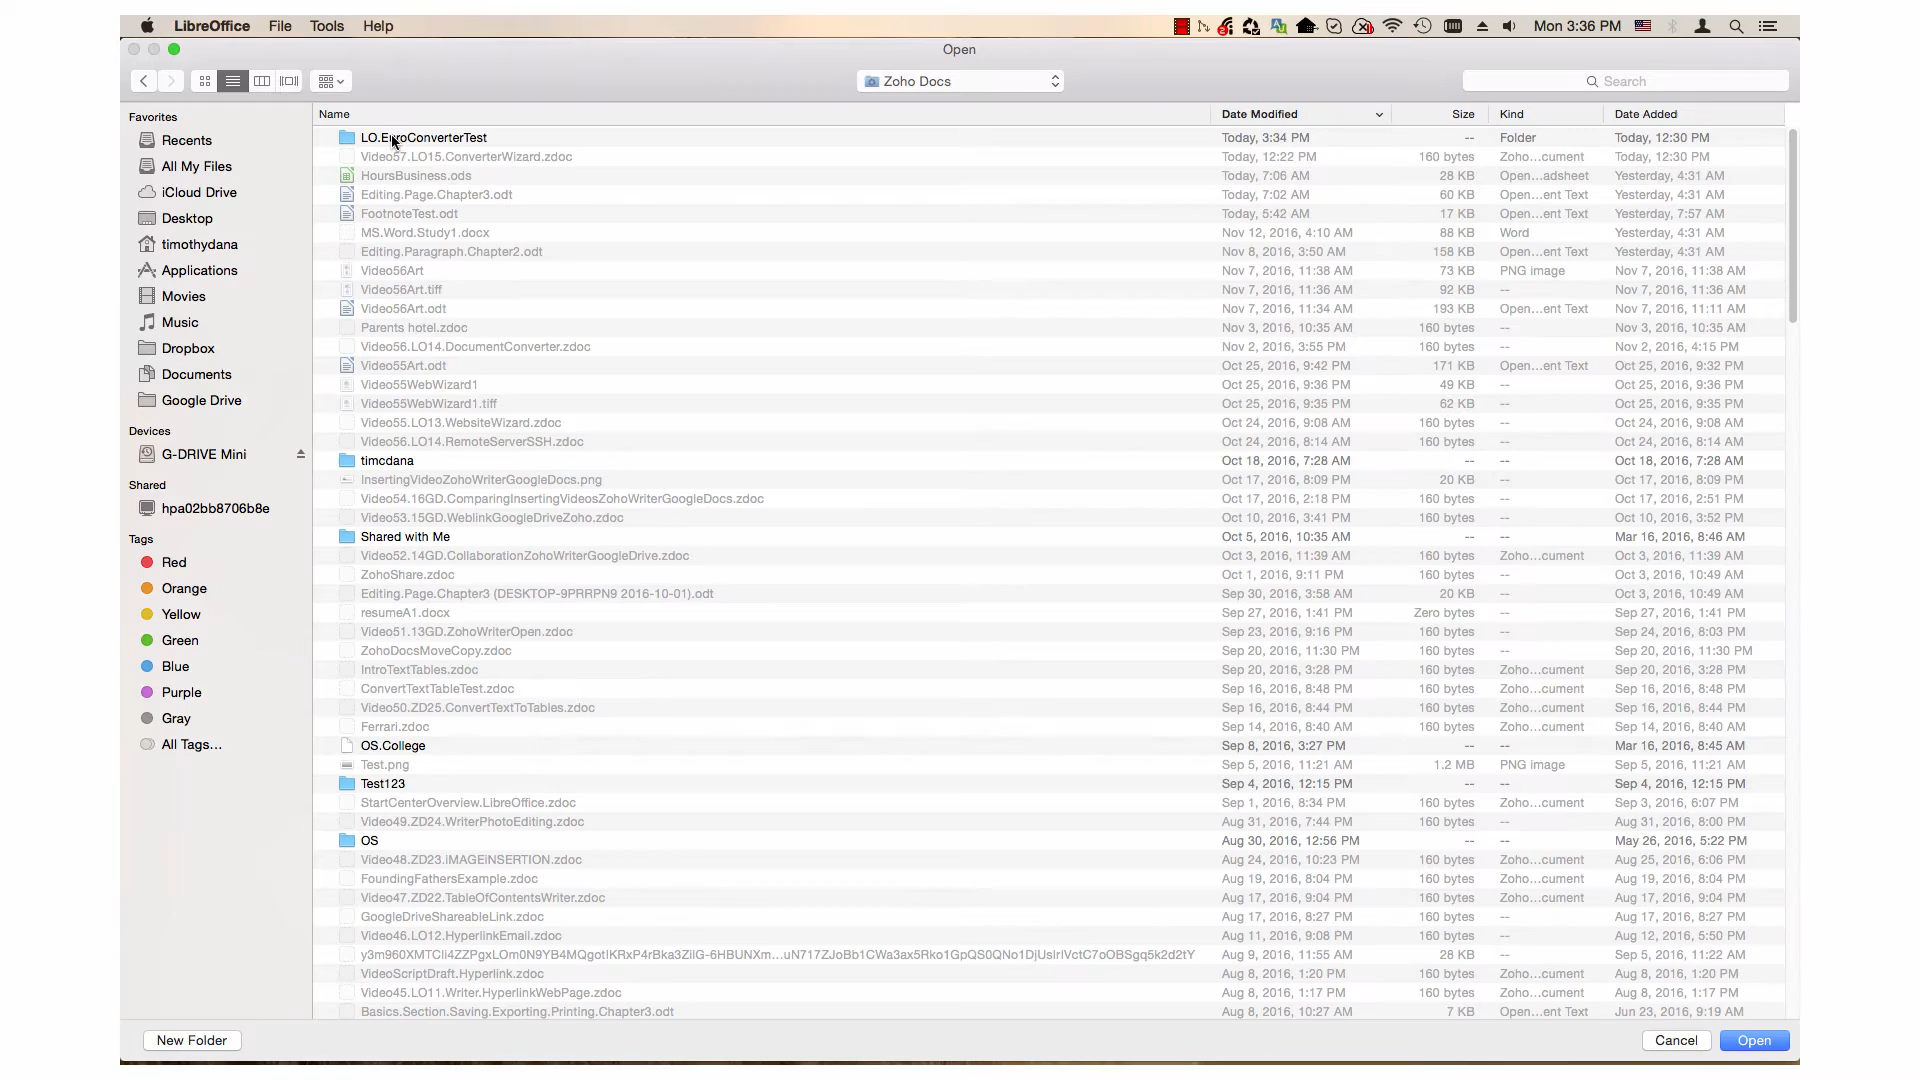 LibreOffice File Tools Help Mon 3:36 PM
Open
Zoho Docs Search
Favorites
Recents
All My Files
iCloud Drive
Desktop
timothydana
Applications
Movies
Music
Dropbox
Documents
Google Drive
Devices
G-DRIVE Mini
Shared
hpa02bb8706b8e
Tags
Red
Orange
Yellow
Green
Blue
Purple
Gray
All Tags…
Name Date Modified Size Kind Date Added
LO.EuroConverterTest Today, 3:34 PM -- Folder Today, 12:30 PM
Video57.LO15.ConverterWizard.zdoc Today, 12:22 PM 160 bytes Zoho…cument Today, 12:30 PM
HoursBusiness.ods Today, 7:06 AM 28 KB Open…adsheet Yesterday, 4:31 AM
Editing.Page.Chapter3.odt Today, 7:02 AM 60 KB Open…ent Text Yesterday, 4:31 AM
FootnoteTest.odt Today, 5:42 AM 17 KB Open…ent Text Yesterday, 7:57 AM
MS.Word.Study1.docx Nov 12, 2016, 4:10 AM 88 KB Word Yesterday, 4:31 AM
Editing.Paragraph.Chapter2.odt Nov 8, 2016, 3:50 AM 158 KB Open…ent Text Yesterday, 4:31 AM
Video56Art Nov 7, 2016, 11:38 AM 73 KB PNG image Nov 7, 2016, 11:38 AM
Video56Art.tiff Nov 7, 2016, 11:36 AM 92 KB -- Nov 7, 2016, 11:36 AM
Video56Art.odt Nov 7, 2016, 11:34 AM 193 KB Open…ent Text Nov 7, 2016, 11:11 AM
Parents hotel.zdoc Nov 3, 2016, 10:35 AM 160 bytes -- Nov 3, 2016, 10:35 AM
Video56.LO14.DocumentConverter.zdoc Nov 2, 2016, 3:55 PM 160 bytes -- Nov 2, 2016, 4:15 PM
Video55Art.odt Oct 25, 2016, 9:42 PM 171 KB Open…ent Text Oct 25, 2016, 9:32 PM
Video55WebWizard1 Oct 25, 2016, 9:36 PM 49 KB -- Oct 25, 2016, 9:36 PM
Video55WebWizard1.tiff Oct 25, 2016, 9:35 PM 62 KB -- Oct 25, 2016, 9:35 PM
Video55.LO13.WebsiteWizard.zdoc Oct 24, 2016, 9:08 AM 160 bytes -- Oct 24, 2016, 9:08 AM
Video56.LO14.RemoteServerSSH.zdoc Oct 24, 2016, 8:14 AM 160 bytes -- Oct 24, 2016, 8:14 AM
timcdana Oct 18, 2016, 7:28 AM -- -- Oct 18, 2016, 7:28 AM
InsertingVideoZohoWriterGoogleDocs.png Oct 17, 2016, 8:09 PM 20 KB -- Oct 17, 2016, 8:09 PM
Video54.16GD.ComparingInsertingVideosZohoWriterGoogleDocs.zdoc Oct 17, 2016, 2:18 PM 160 bytes -- Oct 17, 2016, 2:51 PM
Video53.15GD.WeblinkGoogleDriveZoho.zdoc Oct 10, 2016, 3:41 PM 160 bytes -- Oct 10, 2016, 3:52 PM
Shared with Me Oct 5, 2016, 10:35 AM -- -- Mar 16, 2016, 8:46 AM
Video52.14GD.CollaborationZohoWriterGoogleDrive.zdoc Oct 3, 2016, 11:39 AM 160 bytes Zoho…cument Oct 3, 2016, 11:39 AM
ZohoShare.zdoc Oct 1, 2016, 9:11 PM 160 bytes -- Oct 3, 2016, 10:49 AM
Editing.Page.Chapter3 (DESKTOP-9PRRPN9 2016-10-01).odt Sep 30, 2016, 3:58 AM 20 KB -- Oct 3, 2016, 10:49 AM
resumeA1.docx Sep 27, 2016, 1:41 PM Zero bytes -- Sep 27, 2016, 1:41 PM
Video51.13GD.ZohoWriterOpen.zdoc Sep 23, 2016, 9:16 PM 160 bytes -- Sep 24, 2016, 8:03 PM
ZohoDocsMoveCopy.zdoc Sep 20, 2016, 11:30 PM 160 bytes -- Sep 20, 2016, 11:30 PM
IntroTextTables.zdoc Sep 20, 2016, 3:28 PM 160 bytes Zoho…cument Sep 20, 2016, 3:28 PM
ConvertTextTableTest.zdoc Sep 16, 2016, 8:48 PM 160 bytes Zoho…cument Sep 16, 2016, 8:48 PM
Video50.ZD25.ConvertTextToTables.zdoc Sep 16, 2016, 8:44 PM 160 bytes Zoho…cument Sep 16, 2016, 8:44 PM
Ferrari.zdoc Sep 14, 2016, 8:40 AM 160 bytes Zoho…cument Sep 14, 2016, 8:40 AM
OS.College Sep 8, 2016, 3:27 PM -- -- Mar 16, 2016, 8:45 AM
Test.png Sep 5, 2016, 11:21 AM 1.2 MB PNG image Sep 5, 2016, 11:21 AM
Test123 Sep 4, 2016, 12:15 PM -- -- Sep 4, 2016, 12:15 PM
StartCenterOverview.LibreOffice.zdoc Sep 1, 2016, 8:34 PM 160 bytes Zoho…cument Sep 3, 2016, 6:07 PM
Video49.ZD24.WriterPhotoEditing.zdoc Aug 31, 2016, 7:44 PM 160 bytes Zoho…cument Aug 31, 2016, 8:00 PM
OS Aug 30, 2016, 12:56 PM -- -- May 26, 2016, 5:22 PM
Video48.ZD23.iMAGEiNSERTION.zdoc Aug 24, 2016, 10:23 PM 160 bytes Zoho…cument Aug 25, 2016, 6:06 PM
FoundingFathersExample.zdoc Aug 19, 2016, 8:04 PM 160 bytes Zoho…cument Aug 19, 2016, 8:04 PM
Video47.ZD22.TableOfContentsWriter.zdoc Aug 17, 2016, 9:04 PM 160 bytes Zoho…cument Aug 17, 2016, 9:04 PM
GoogleDriveShareableLink.zdoc Aug 17, 2016, 8:27 PM 160 bytes -- Aug 17, 2016, 8:27 PM
Video46.LO12.HyperlinkEmail.zdoc Aug 11, 2016, 9:08 PM 160 bytes Zoho…cument Aug 12, 2016, 5:50 PM
Aug 9, 2016, 11:55 AM 28 KB -- Sep 5, 2016, 11:22 AM
VideoScriptDraft.Hyperlink.zdoc Aug 8, 2016, 1:20 PM 160 bytes Zoho…cument Aug 8, 2016, 1:20 PM
Video45.LO11.Writer.HyperlinkWebPage.zdoc Aug 8, 2016, 1:17 PM 160 bytes Zoho…cument Aug 8, 2016, 1:17 PM
Basics.Section.Saving.Exporting.Printing.Chapter3.odt Aug 8, 2016, 10:27 AM 7 KB Open…ent Text Jun 23, 2016, 9:19 AM
New Folder Cancel Open